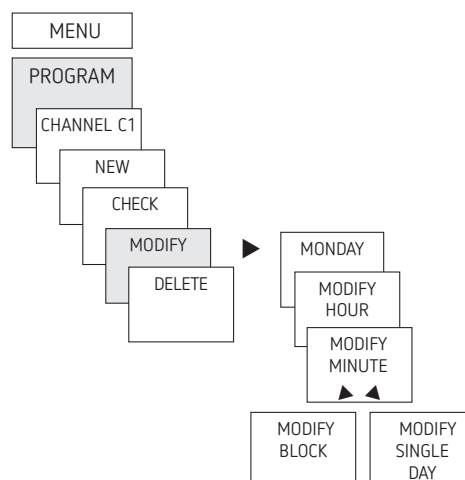 MENU
PROGRAM
CHANNEL C1
NEW
CHECK
MODIFY
DELETE
MONDAY
MODIFY
HOUR
MODIFY
MINUTE
MODIFY
BLOCK
MODIFY
SINGLE
DAY